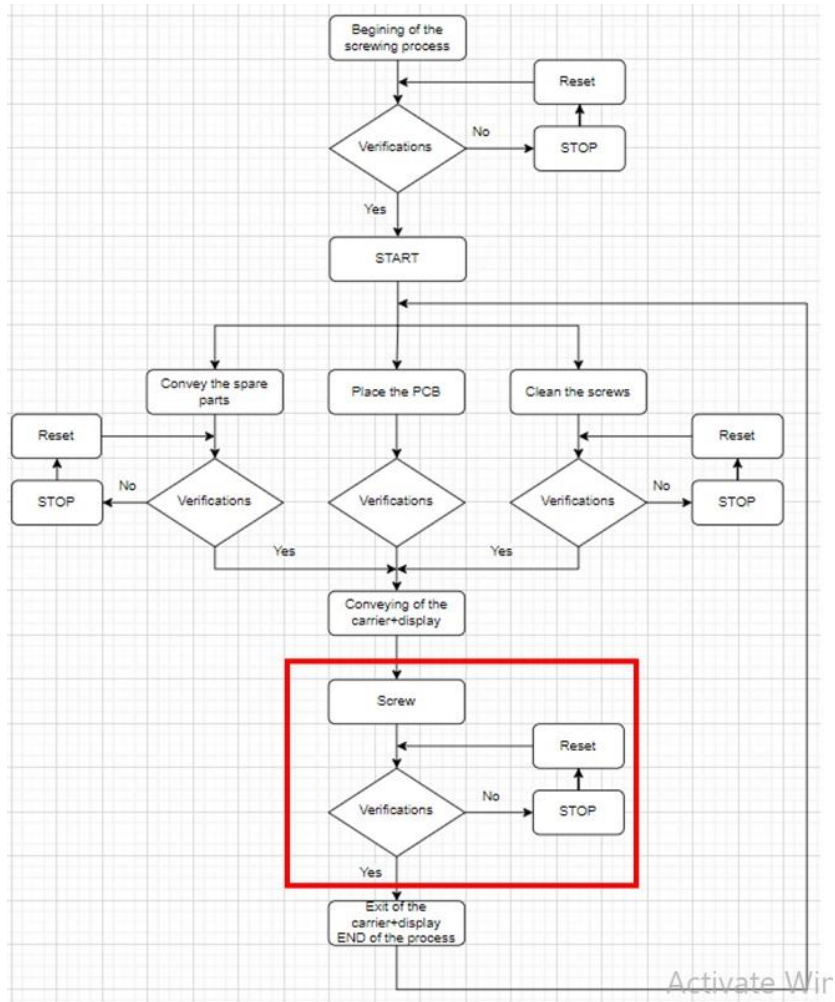 Begining of the
screwing process
Reset
No
Verifications
STOP
Yes
START
Convey the spare
parts
Place the PCB
Clean the screws
Reset
Reset
No
No
STOP
Verifications
Verifications
Verifications
STOP
Yes
Yes
Conveying of the
carrier+display
Screw
Reset
No
Verifications
STOP
Yes
Exit of the
carrier+display
END of the process
Activate Win